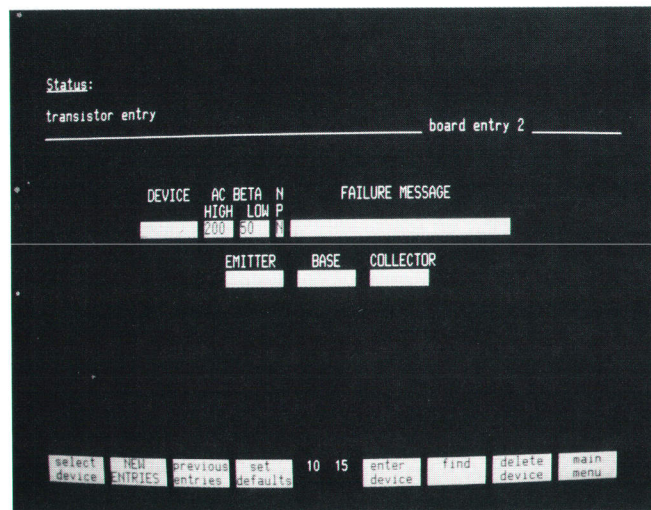 Status:
transistor entry
board entry 2
DEVICE AC BETA N FAILURE MESSAGE
HIGH LOW P
200 50 N
EMITTER BASE COLLECTOR
select NEW previous set 10 15 enter find delete main
device ENTRIES entries defaults device device menu